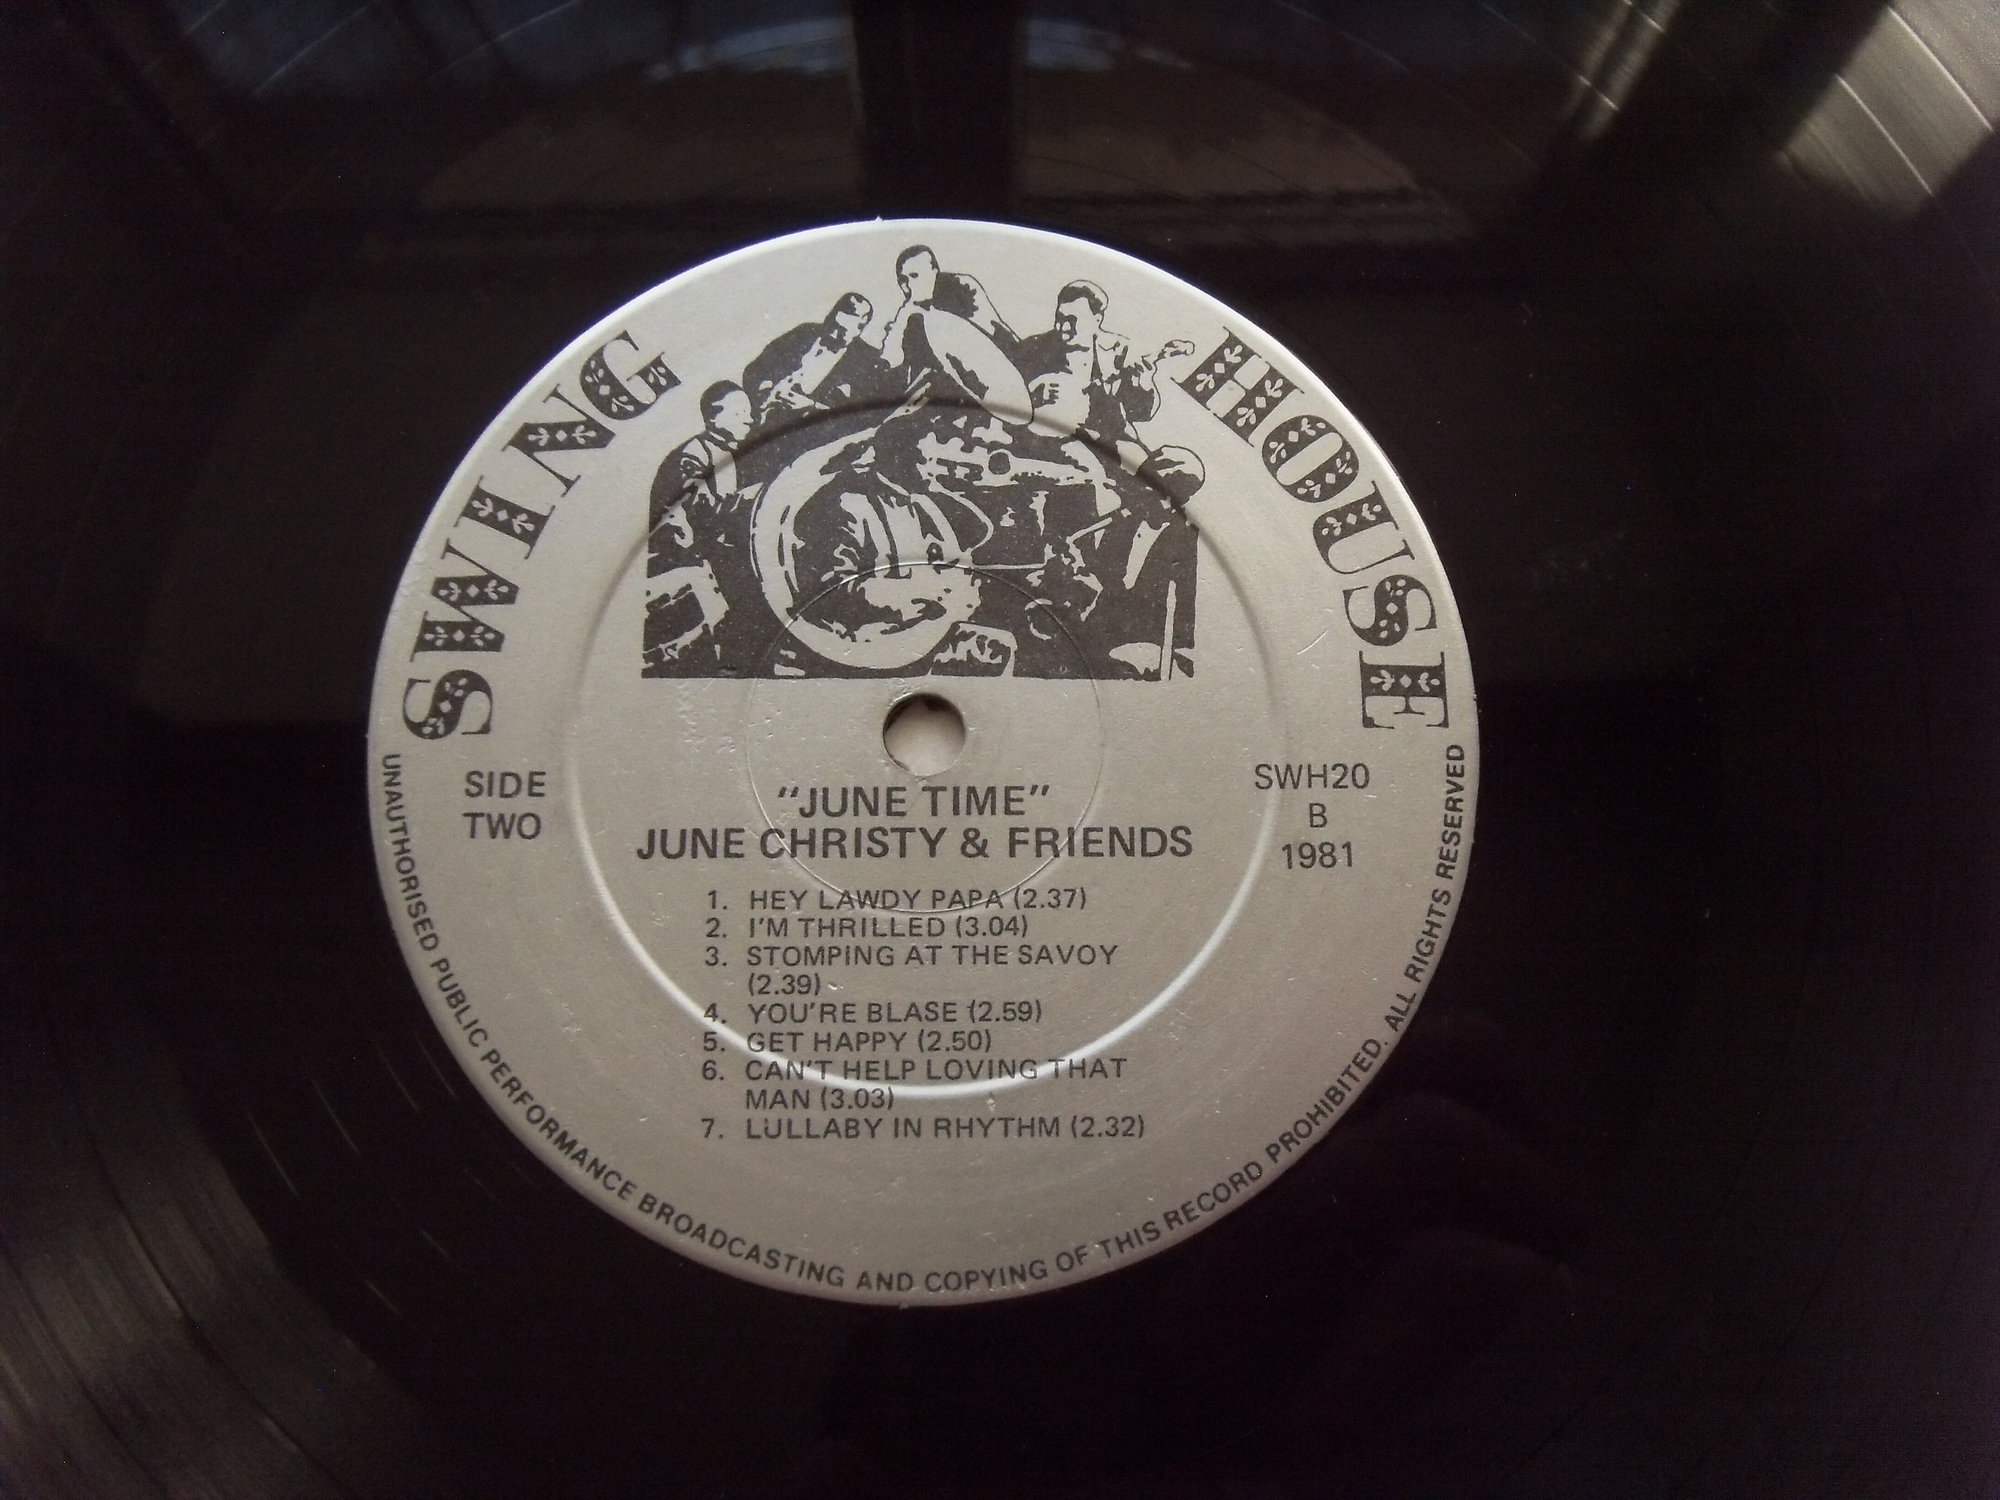 SWING HOUSE
SIDE
TWO
SWH20
B
1981
"JUNE TIME"
JUNE CHRISTY & FRIENDS
1. HEY LAWDY PAPA (2.37)
2. I'M THRILLED (3.04)
3. STOMPING AT THE SAVOY
(2.39)
4. YOU'RE BLASE (2.59)
5. GET HAPPY (2.50)
6. CAN'T HELP LOVING THAT
MAN (3.03)
7. LULLABY IN RHYTHM (2.32)
UNAUTHORISED PUBLIC PERFORMANCE BROADCASTING AND COPYING OF THIS RECORD PROHIBITED. ALL RIGHTS RESERVED